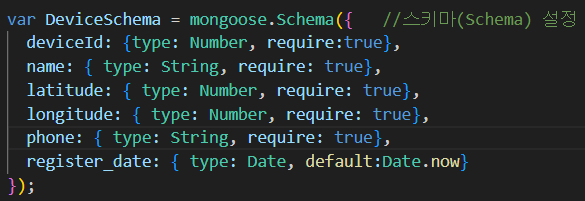 var DeviceSchema = mongoose.Schema({   //스키마(Schema) 설정
  deviceId: {type: Number, require:true},
  name: { type: String, require: true},
  latitude: { type: Number, require: true},
  longitude: { type: Number, require: true},
  phone: { type: String, require: true},
  register_date: { type: Date, default:Date.now}
});